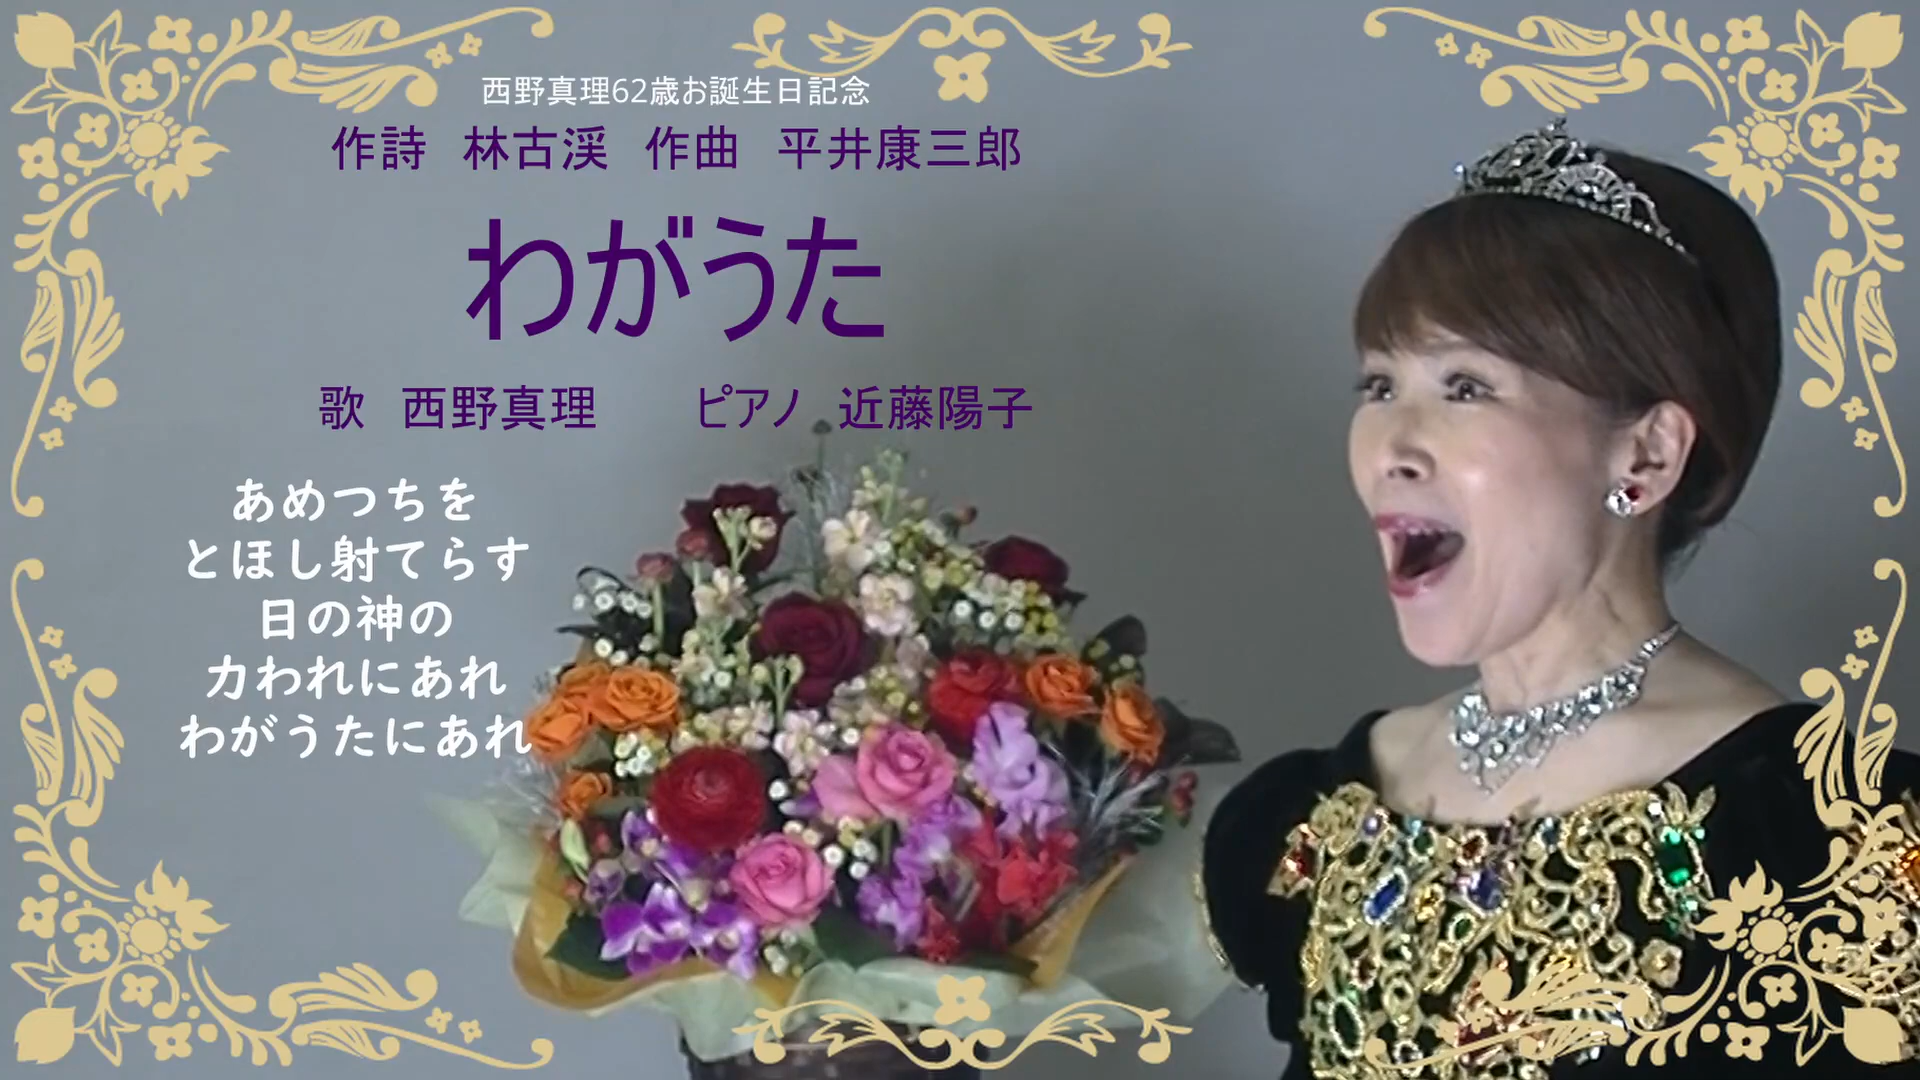 西野真理62歳お誕生日記念
作詩　林古渓　作曲　平井康三郎
わがうた
歌　西野真理　　ピアノ　近藤陽子
あめつちを
とほし射てらす
日の神の
力われにあれ
わがうたにあれ